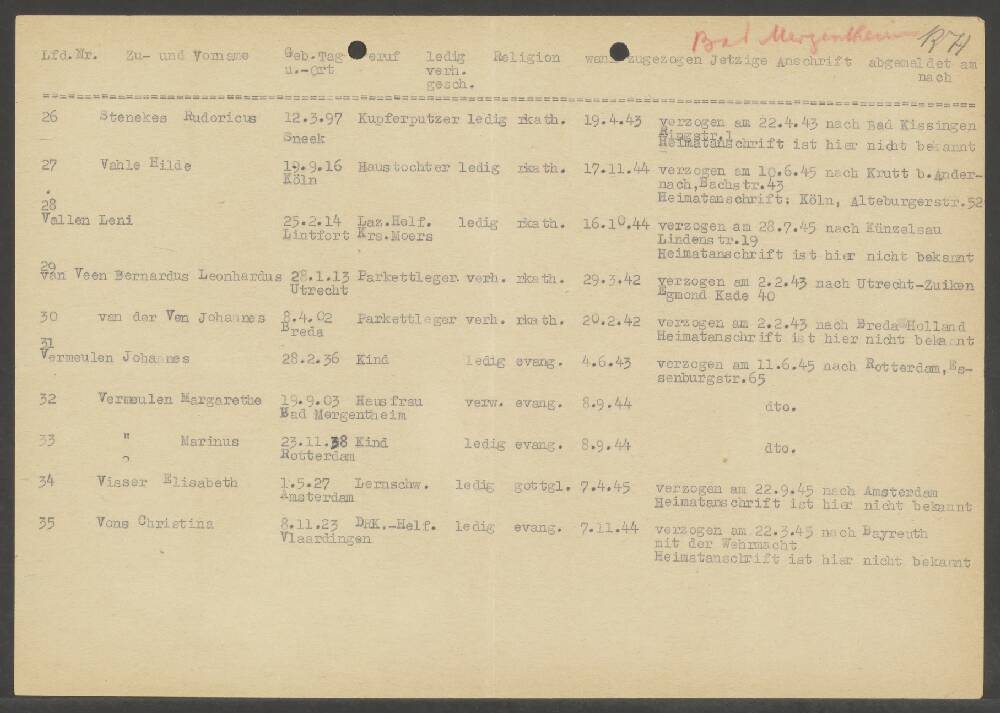 Bad Mergentheim
Lfd.Nr. Zu- und Vorname Geb.Tag eruf ledig Religion wann zugezogen Jetzige Anschrift abgemeldet am
u.-Ort verh. nach
gesch.
26 Stenekes Rudoricus 12.3.97 Kupferputzer ledig rkath. 19.4.43 verzogen am 22.4.43 nach Bad Kissingen
Ringstr.1
Sneek Heimatanschrift ist hier nicht bekannt
27 Vahle Hilde 19.9.16 Haustochter ledig rkath. 17.11.44 verzogen am 10.6.45 nach Krutt b.Ander-
Köln nach,Bachstr.43
Heimatanschrift: Köln, Alteburgerstr.52
28
Vallen Leni 25.2.14 Laz.Helf. ledig rkath. 16.10.44 verzogen am 28.7.45 nach Künzelsau
Lintfort Krs.Moers Lindenstr.19
Heimatanschrift ist hier nicht bekannt
29
van Veen Bernardus Leonhardus 28.1.13 Parkettleger verh. rkath. 29.3.42 verzogen am 2.2.43 nach Utrecht-Zuiken
Utrecht Egmond Kade 40
30 van der Ven Johannes 8.4.02 Parkettleger verh. rkath. 20.2.42 verzogen am 2.2.43 nach Breda Holland
Breda Heimatanschrift ist hier nicht bekannt
31
Vermeulen Johannes 28.2.36 Kind ledig evang. 4.6.43 verzogen am 11.6.45 nach Rotterdam,Es-
senburgstr.65
32 Vermeulen Margarethe 19.9.03 Hausfrau verw. evang. 8.9.44 dto.
Bad Mergentheim
33 " Marinus 23.11.38 Kind ledig evang. 8.9.44 dto.
Rotterdam
34 Visser Elisabeth 1.5.27 Lernschw. ledig gottgl. 7.4.45 verzogen am 22.9.45 nach Amsterdam
Amsterdam Heimatanschrift ist hier nicht bekannt
35 Vons Christina 8.11.23 DRK.-Helf. ledig evang. 7.11.44 verzogen am 22.3.45 nach Bayreuth
Vlaardingen mit der Wehrmacht
Heimatanschrift ist hier nicht bekannt